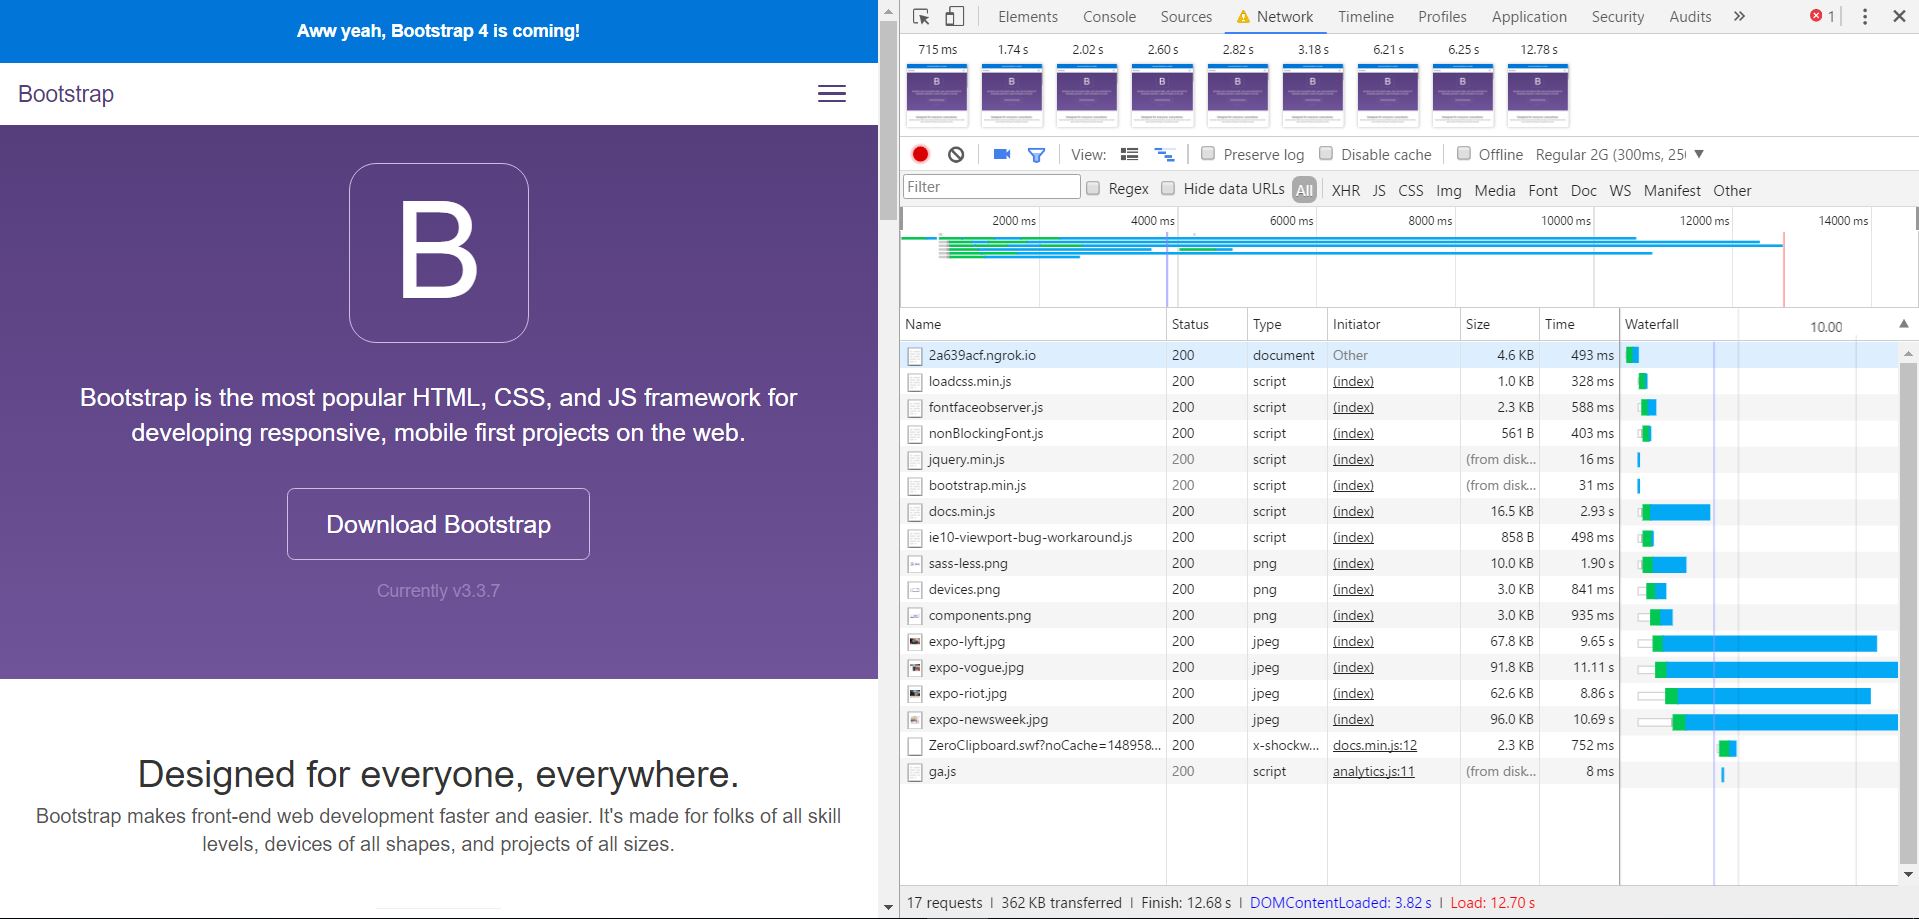 Aww yeah, Bootstrap 4 is coming!
Bootstrap
B
Bootstrap is the most popular HTML, CSS, and JS framework for
developing responsive, mobile first projects on the web.
Download Bootstrap
Currently v3.3.7
Designed for everyone, everywhere.
Bootstrap makes front-end web development faster and easier. It's made for folks of all skill
levels, devices of all shapes, and projects of all sizes.
Elements Console Sources Network Timeline Profiles Application Security Audits » 1
715 ms 1.74 s 2.02 s 2.60 s 2.82 s 3.18 s 6.21 s 6.25 s 12.78 s
View: Preserve log Disable cache Offline Regular 2G (300ms, 25
Filter Regex Hide data URLs All XHR JS CSS Img Media Font Doc WS Manifest Other
2000 ms 4000 ms 6000 ms 8000 ms 10000 ms 12000 ms 14000 ms
Name Status Type Initiator Size Time Waterfall 10.00
2a639acf.ngrok.io 200 document Other 4.6 KB 493 ms
loadcss.min.js 200 script (index) 1.0 KB 328 ms
fontfaceobserver.js 200 script (index) 2.3 KB 588 ms
nonBlockingFont.js 200 script (index) 561 B 403 ms
jquery.min.js 200 script (index) (from disk... 16 ms
bootstrap.min.js 200 script (index) (from disk... 31 ms
docs.min.js 200 script (index) 16.5 KB 2.93 s
ie10-viewport-bug-workaround.js 200 script (index) 858 B 498 ms
sass-less.png 200 png (index) 10.0 KB 1.90 s
devices.png 200 png (index) 3.0 KB 841 ms
components.png 200 png (index) 3.0 KB 935 ms
expo-lyft.jpg 200 jpeg (index) 67.8 KB 9.65 s
expo-vogue.jpg 200 jpeg (index) 91.8 KB 11.11 s
expo-riot.jpg 200 jpeg (index) 62.6 KB 8.86 s
expo-newsweek.jpg 200 jpeg (index) 96.0 KB 10.69 s
ZeroClipboard.swf?noCache=148958... 200 x-shockw... docs.min.js:12 2.3 KB 752 ms
ga.js 200 script analytics.js:11 (from disk... 8 ms
17 requests | 362 KB transferred | Finish: 12.68 s | DOMContentLoaded: 3.82 s | Load: 12.70 s